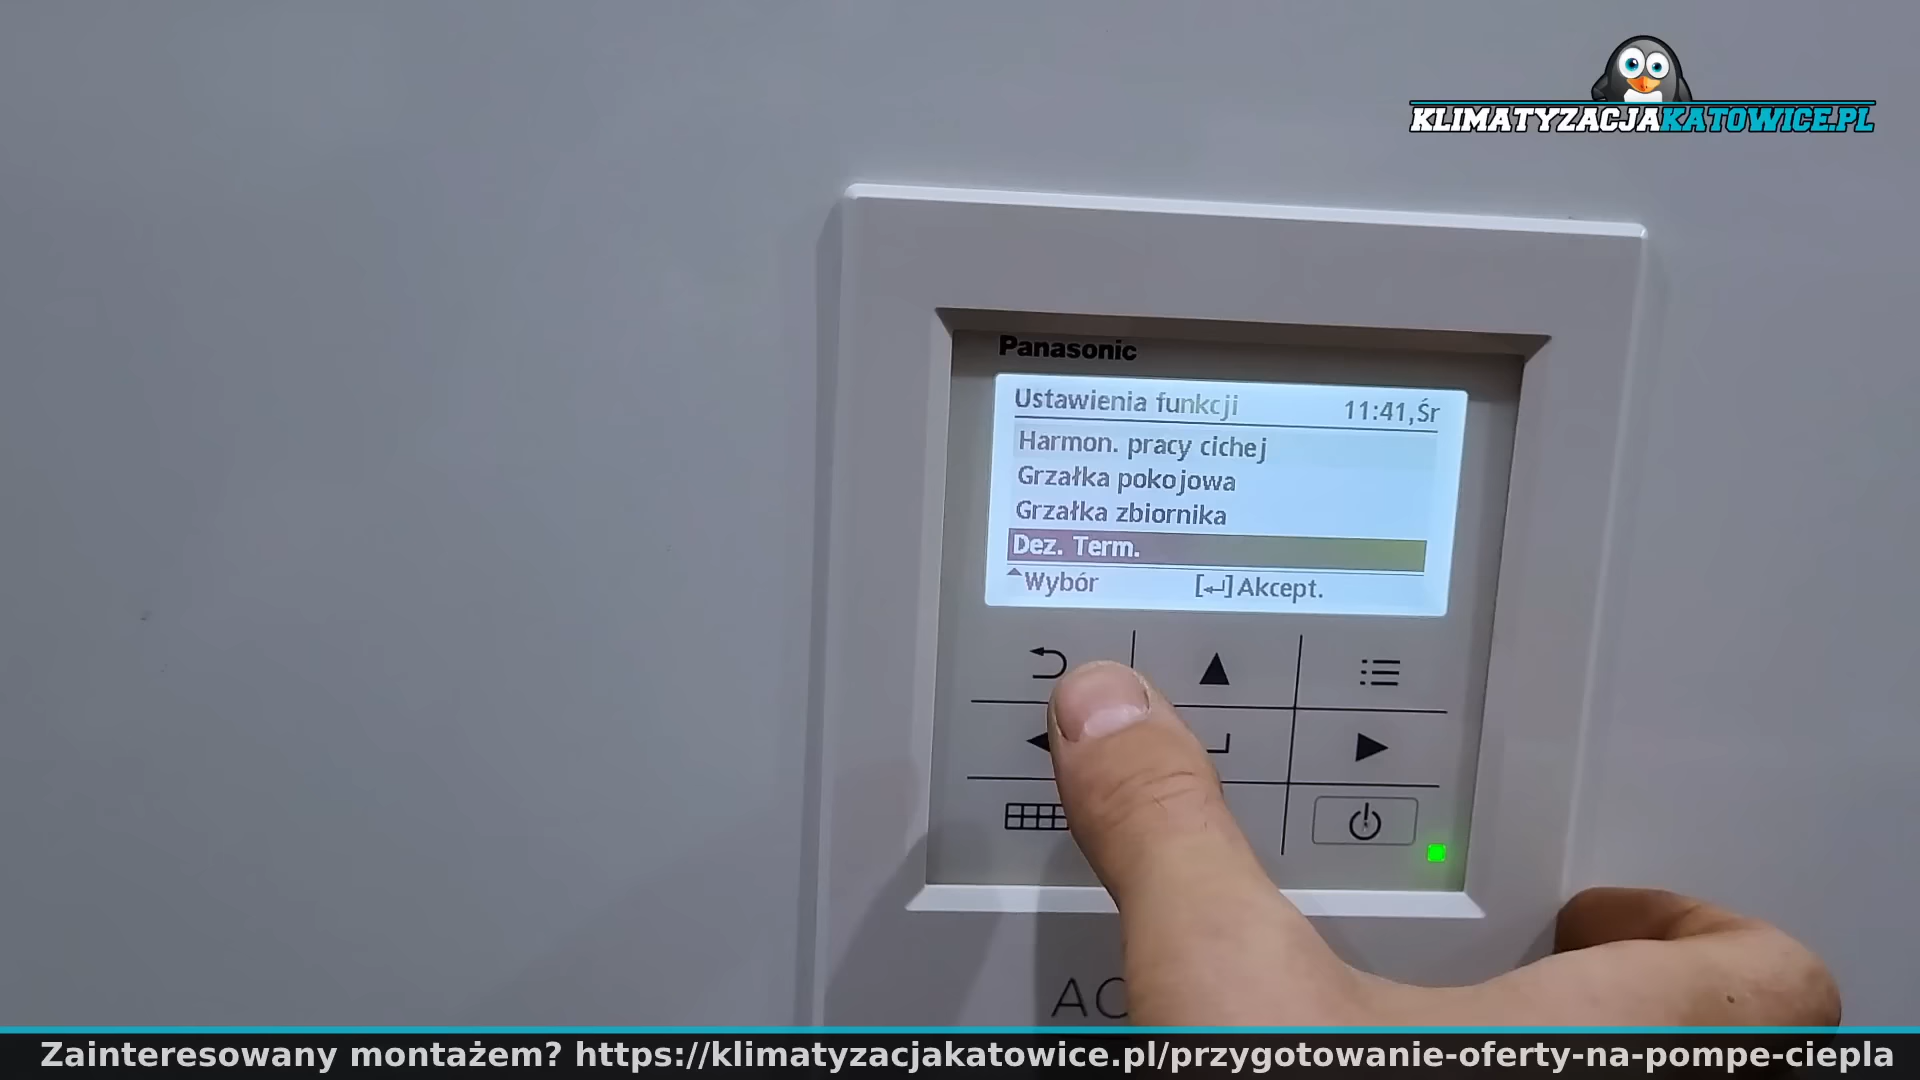 KLIMATYZACJAKATOWICE.PL
Panasonic
Ustawienia funkcji 11:41,Śr
Harmon. pracy cichej
Grzałka pokojowa
Grzałka zbiornika
Dez. Term.
Wybór [↵]Akcept.
Zainteresowany montażem? https://klimatyzacjakatowice.pl/przygotowanie-oferty-na-pompe-ciepla